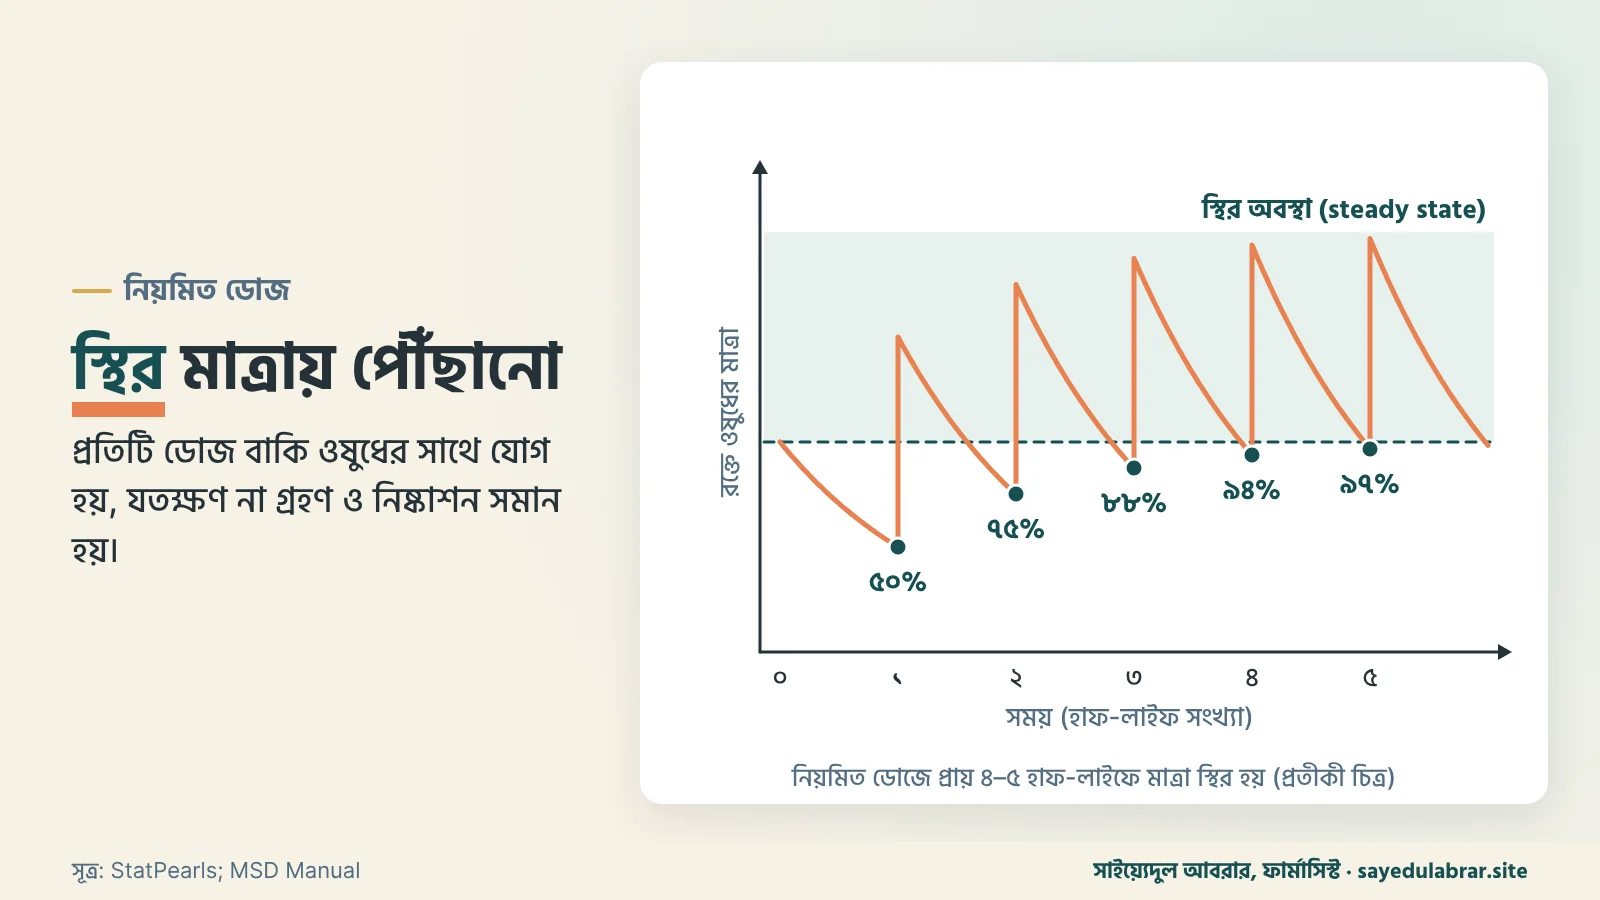 নিয়মিত ডোজ
স্থির মাত্রায় পৌঁছানো
প্রতিটি ডোজ বাকি ওষুধের সাথে যোগ
হয়, যতক্ষণ না গ্রহণ ও নিষ্কাশন সমান
হয়।
স্থির অবস্থা (steady state)
রক্তে ওষুধের মাত্রা
৫০%
৭৫%
৮৮%
৯৪%
৯৭%
০ ১ ২ ৩ ৪ ৫
সময় (হাফ-লাইফ সংখ্যা)
নিয়মিত ডোজে প্রায় ৪–৫ হাফ-লাইফে মাত্রা স্থির হয় (প্রতীকী চিত্র)
সূত্র: StatPearls; MSD Manual
সাইয়্যেদুল আবরার, ফার্মাসিস্ট · sayedulabrar.site